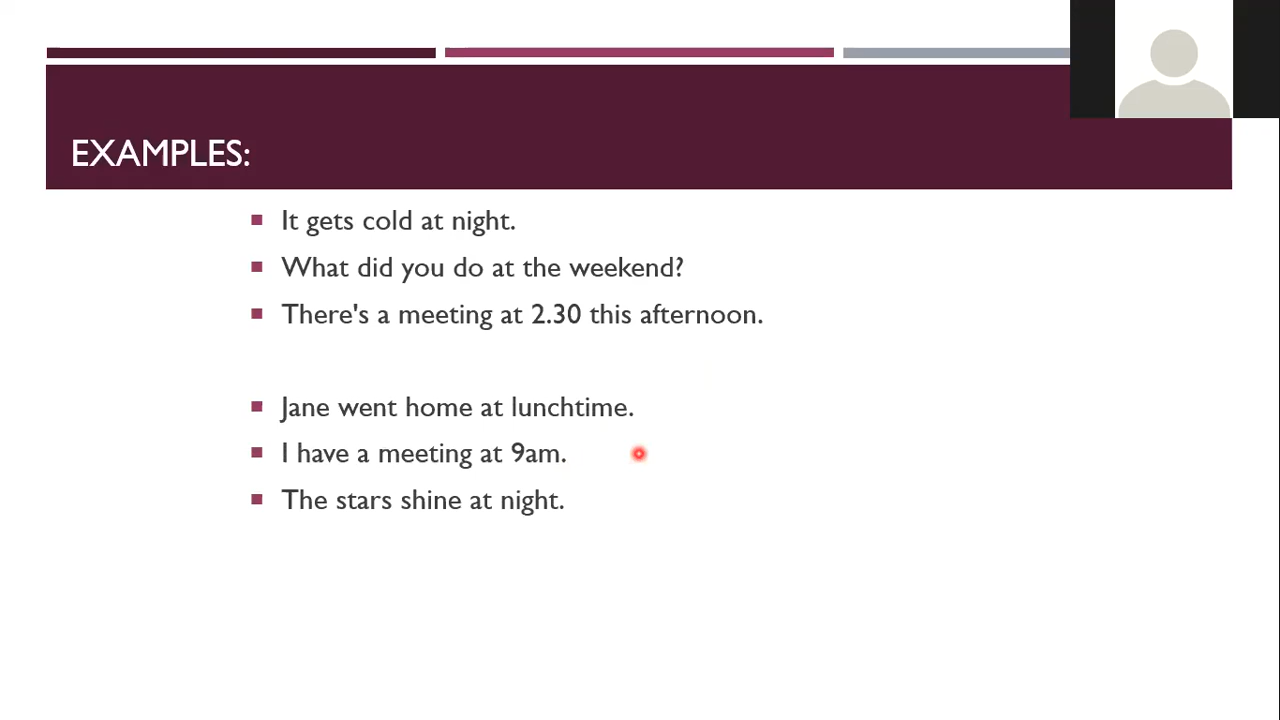 EXAMPLES:
It gets cold at night.
What did you do at the weekend?
There's a meeting at 2.30 this afternoon.
Jane went home at lunchtime.
I have a meeting at 9am.
The stars shine at night.